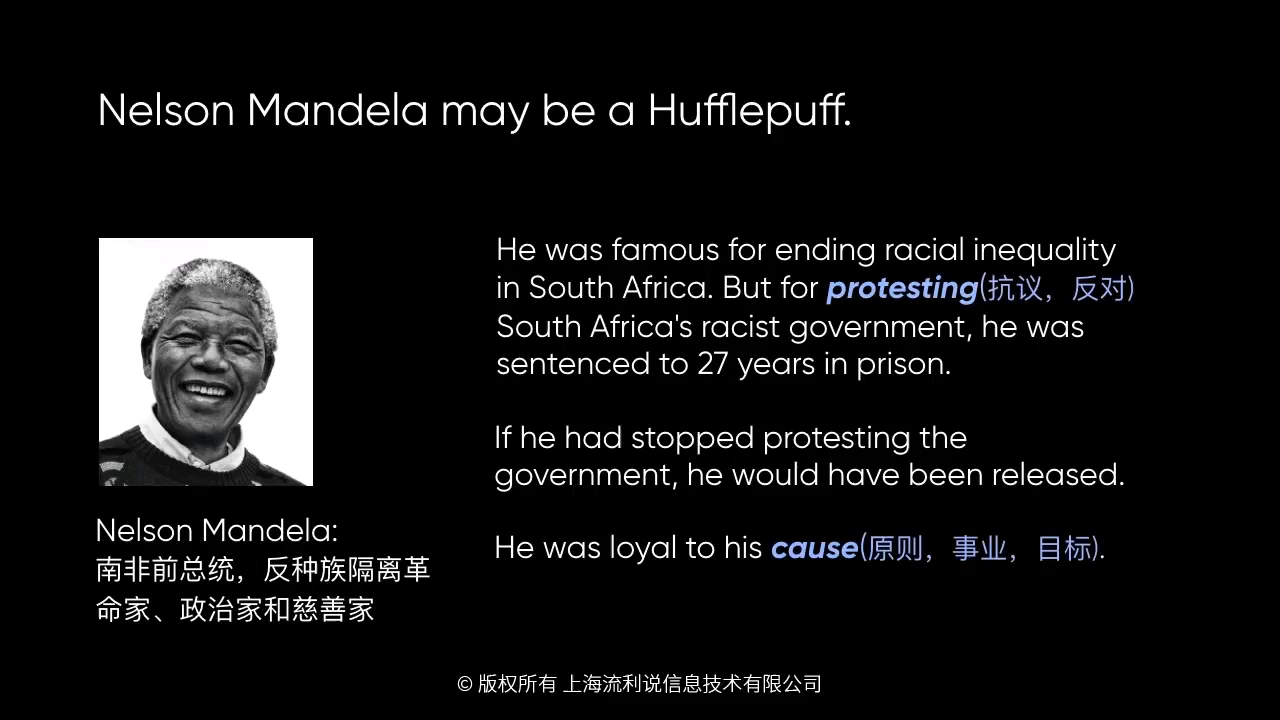 Nelson Mandela may be a Hufflepuff.
He was famous for ending racial inequality
in South Africa. But for protesting(抗议，反对)
South Africa's racist government, he was
sentenced to 27 years in prison.
If he had stopped protesting the
government, he would have been released.
He was loyal to his cause(原则，事业，目标).
Nelson Mandela:
南非前总统，反种族隔离革
命家、政治家和慈善家
© 版权所有 上海流利说信息技术有限公司